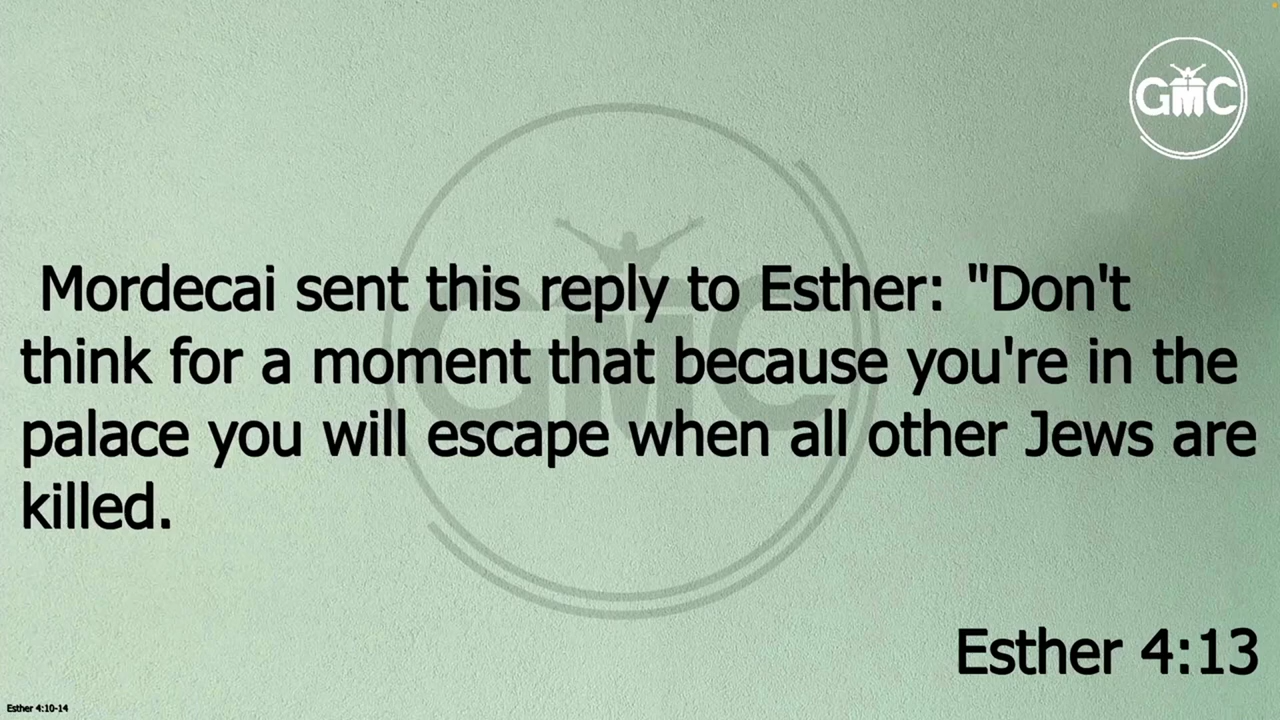 GMC
Mordecai sent this reply to Esther: "Don't
think for a moment that because you're in the
palace you will escape when all other Jews are
killed.
GMC
Esther 4:13
Esther 4:10-14